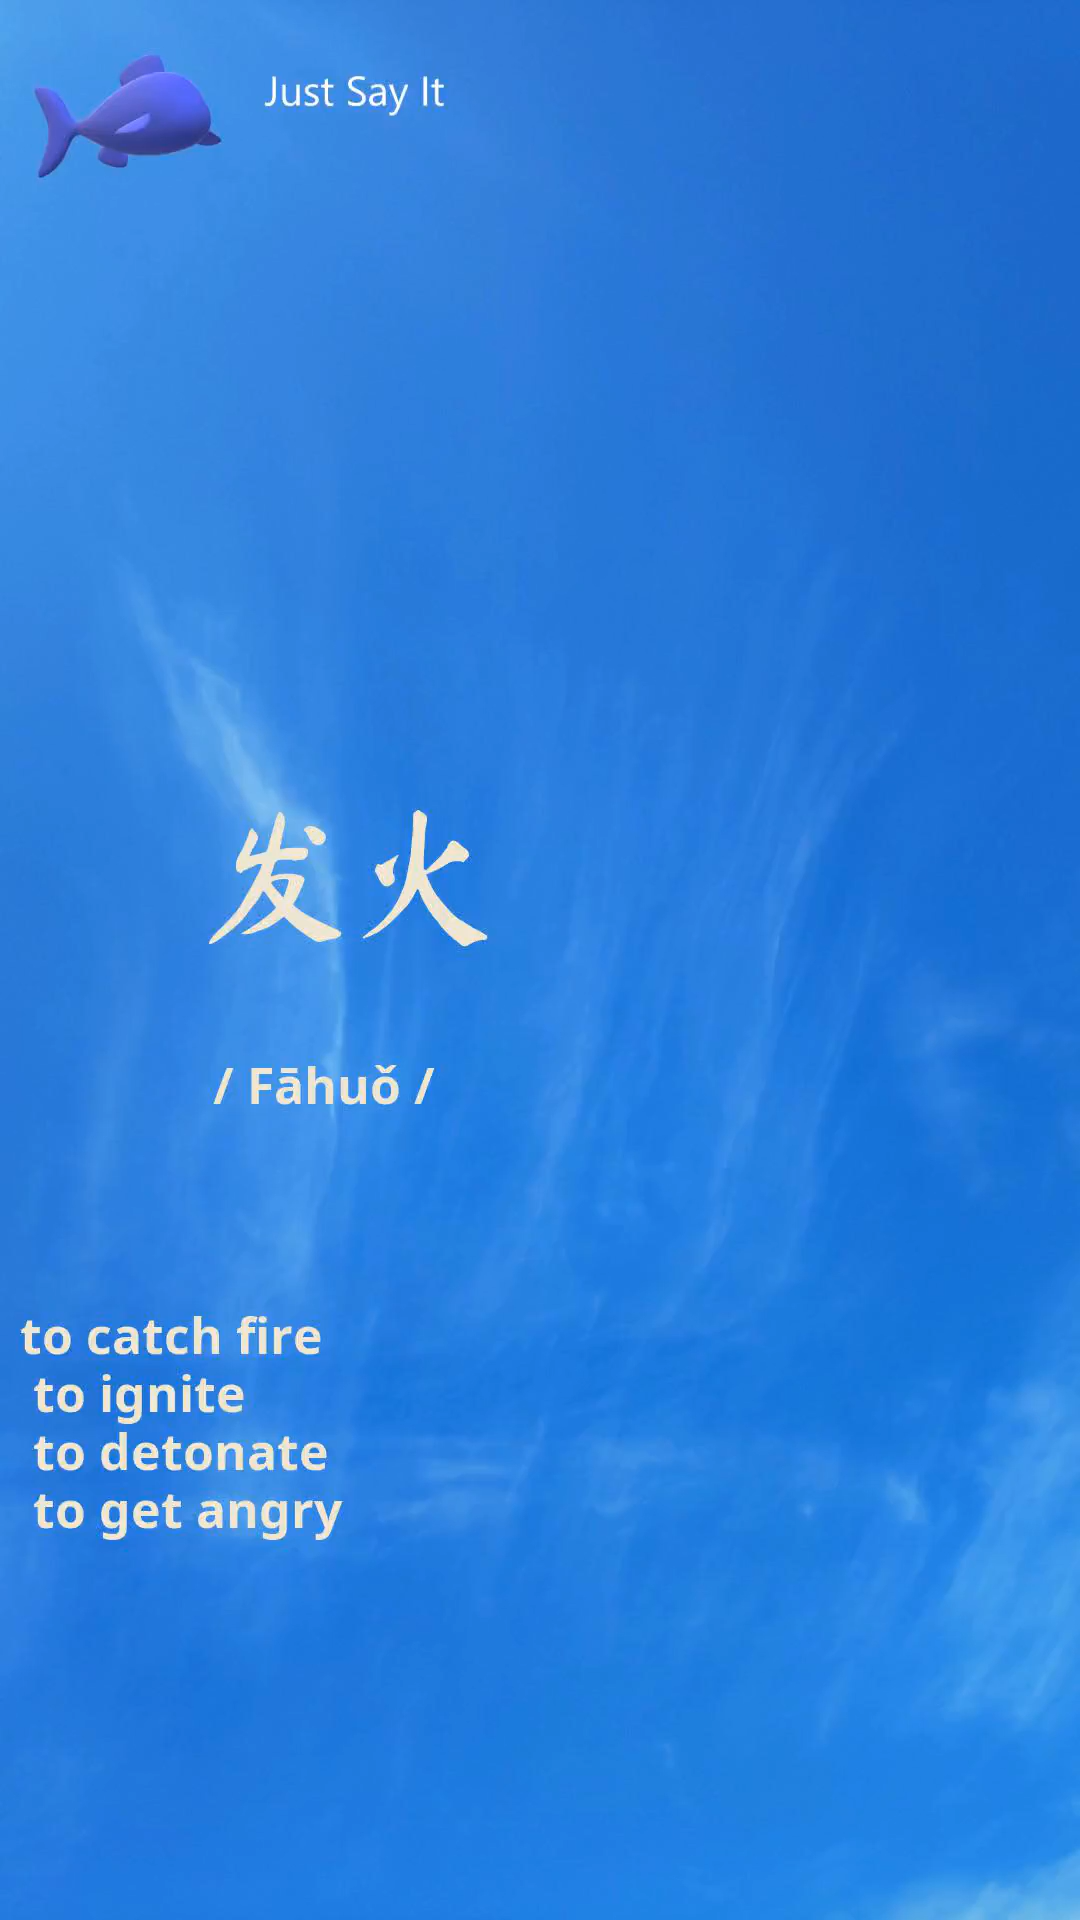 Just Say It
发火
/ Fāhuǒ /
to catch fire
to ignite
to detonate
to get angry